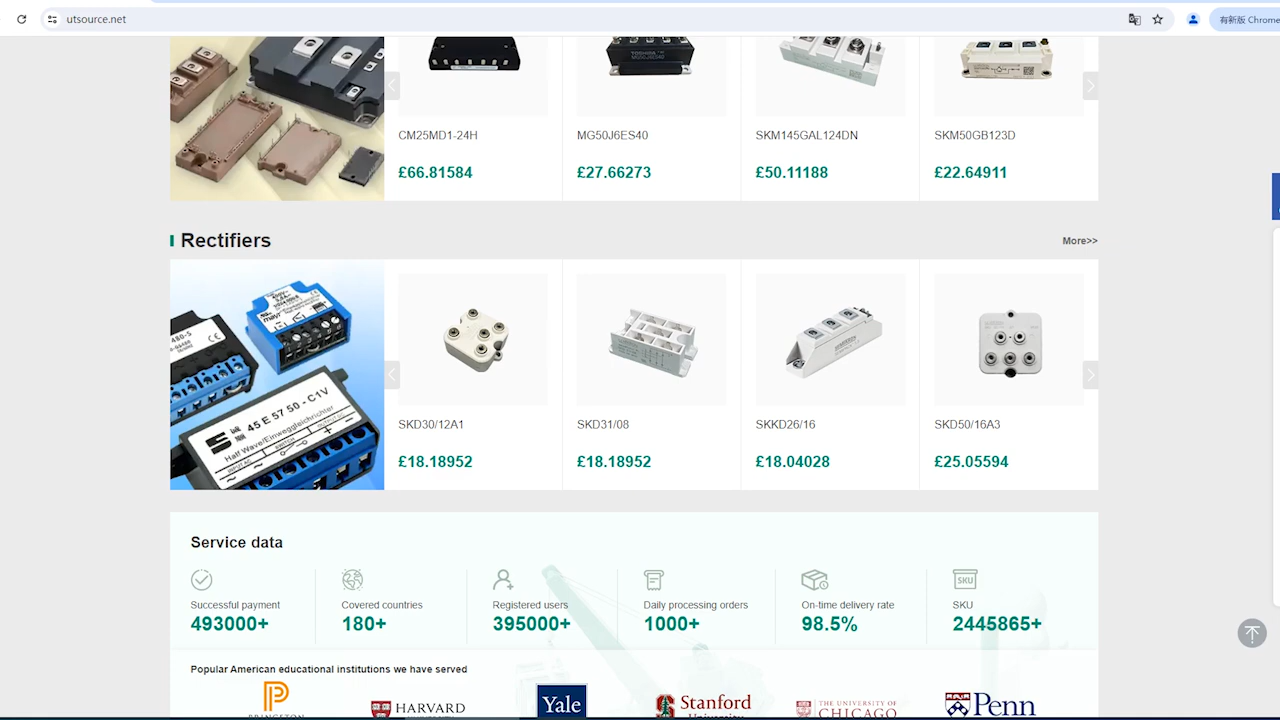 utsource.net
有新版 Chrome
CM25MD1-24H
MG50J6ES40
SKM145GAL124DN
SKM50GB123D
£66.81584
£27.66273
£50.11188
£22.64911
Rectifiers
More>>
45 E 57 50 - C1V
Half Wave/Einweggleichrichter
SKD30/12A1
SKD31/08
SKKD26/16
SKD50/16A3
£18.18952
£18.18952
£18.04028
£25.05594
Service data
SKU
Successful payment
Covered countries
Registered users
Daily processing orders
On-time delivery rate
SKU
493000+
180+
395000+
1000+
98.5%
2445865+
Popular American educational institutions we have served
PRINCETON
HARVARD
Yale
Stanford
University
THE UNIVERSITY OF
CHICAGO
Penn